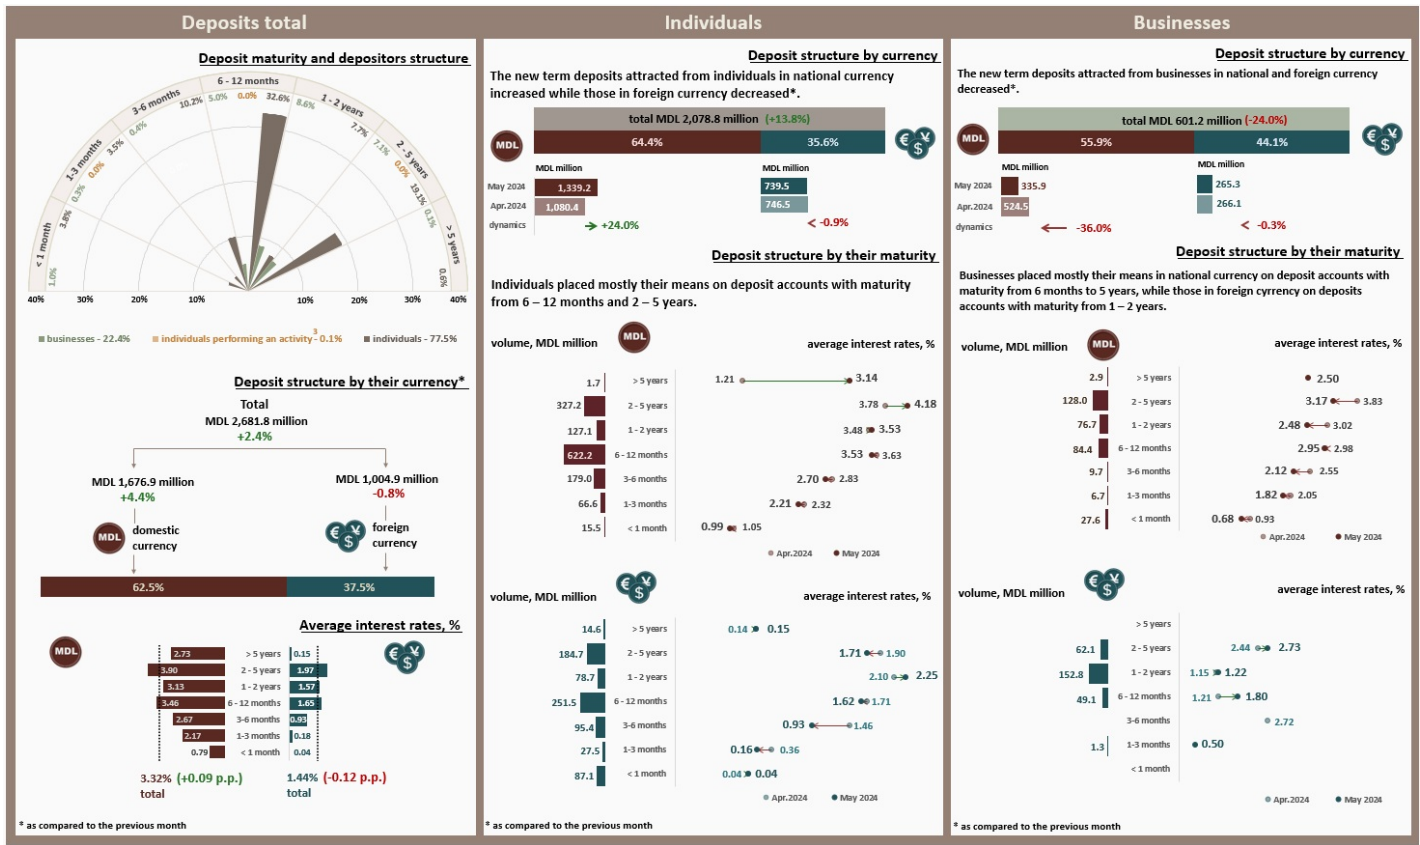 Deposits total
Deposit maturity and depositors structure
< 1 month
1-3 months
3-6 months
6 - 12 months
1 - 2 years
2 - 5 years
> 5 years
1.0%
3.8%
0.3%
0.0%
3.5%
0.4%
10.2%
5.0%
0.0%
32.6%
8.6%
7.7%
7.1%
0.0%
19.1%
0.1%
0.6%
40%
30%
20%
10%
10%
20%
30%
40%
businesses - 22.4%
individuals performing an activity 3 - 0.1%
individuals - 77.5%
Deposit structure by their currency*
Total
MDL 2,681.8 million
+2.4%
MDL 1,676.9 million
+4.4%
MDL 1,004.9 million
-0.8%
MDL
domestic
currency
€ ¥ $
foreign
currency
62.5%
37.5%
Average interest rates, %
MDL
€ ¥ $
2.73 > 5 years 0.15
3.90 2 - 5 years 1.97
3.13 1 - 2 years 1.57
3.46 6 - 12 months 1.65
2.67 3-6 months 0.93
2.17 1-3 months 0.18
0.79 < 1 month 0.04
3.32% (+0.09 p.p.)
total
1.44% (-0.12 p.p.)
total
* as compared to the previous month
Individuals
Deposit structure by currency
The new term deposits attracted from individuals in national currency
increased while those in foreign currency decreased*.
total MDL 2,078.8 million (+13.8%)
MDL
64.4%
35.6%
€ ¥ $
MDL million
MDL million
May 2024 1,339.2 739.5
Apr.2024 1,080.4 746.5
dynamics +24.0% -0.9%
Deposit structure by their maturity
Individuals placed mostly their means on deposit accounts with maturity
from 6 – 12 months and 2 – 5 years.
volume, MDL million
MDL
average interest rates, %
1.7 > 5 years 1.21 3.14
327.2 2 - 5 years 3.78 4.18
127.1 1 - 2 years 3.48 3.53
622.2 6 - 12 months 3.53 3.63
179.0 3-6 months 2.70 2.83
66.6 1-3 months 2.21 2.32
15.5 < 1 month 0.99 1.05
Apr.2024 May 2024
volume, MDL million
€ ¥ $
average interest rates, %
14.6 > 5 years 0.14 0.15
184.7 2 - 5 years 1.71 1.90
78.7 1 - 2 years 2.10 2.25
251.5 6 - 12 months 1.62 1.71
95.4 3-6 months 0.93 1.46
27.5 1-3 months 0.16 0.36
87.1 < 1 month 0.04 0.04
Apr.2024 May 2024
* as compared to the previous month
Businesses
Deposit structure by currency
The new term deposits attracted from businesses in national and foreign currency
decreased*.
total MDL 601.2 million (-24.0%)
MDL
55.9%
44.1%
€ ¥ $
MDL million
MDL million
May 2024 335.9 265.3
Apr.2024 524.5 266.1
dynamics -36.0% -0.3%
Deposit structure by their maturity
Businesses placed mostly their means in national currency on deposit accounts with
maturity from 6 months to 5 years, while those in foreign cyrrency on deposits
accounts with maturity from 1 – 2 years.
volume, MDL million
MDL
average interest rates, %
2.9 > 5 years 2.50
128.0 2 - 5 years 3.17 3.83
76.7 1 - 2 years 2.48 3.02
84.4 6 - 12 months 2.95 2.98
9.7 3-6 months 2.12 2.55
6.7 1-3 months 1.82 2.05
27.6 < 1 month 0.68 0.93
Apr.2024 May 2024
volume, MDL million
€ ¥ $
average interest rates, %
> 5 years
62.1 2 - 5 years 2.44 2.73
152.8 1 - 2 years 1.15 1.22
49.1 6 - 12 months 1.21 1.80
3-6 months 2.72
1.3 1-3 months 0.50
< 1 month
Apr.2024 May 2024
* as compared to the previous month